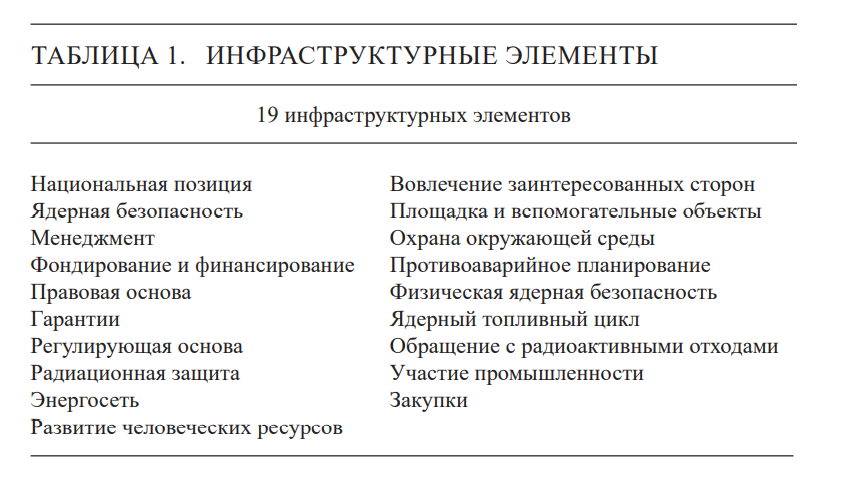 ТАБЛИЦА 1. ИНФРАСТРУКТУРНЫЕ ЭЛЕМЕНТЫ
19 инфраструктурных элементов
Национальная позиция
Ядерная безопасность
Менеджмент
Фондирование и финансирование
Правовая основа
Гарантии
Регулирующая основа
Радиационная защита
Энергосеть
Развитие человеческих ресурсов
Вовлечение заинтересованных сторон
Площадка и вспомогательные объекты
Охрана окружающей среды
Противоаварийное планирование
Физическая ядерная безопасность
Ядерный топливный цикл
Обращение с радиоактивными отходами
Участие промышленности
Закупки